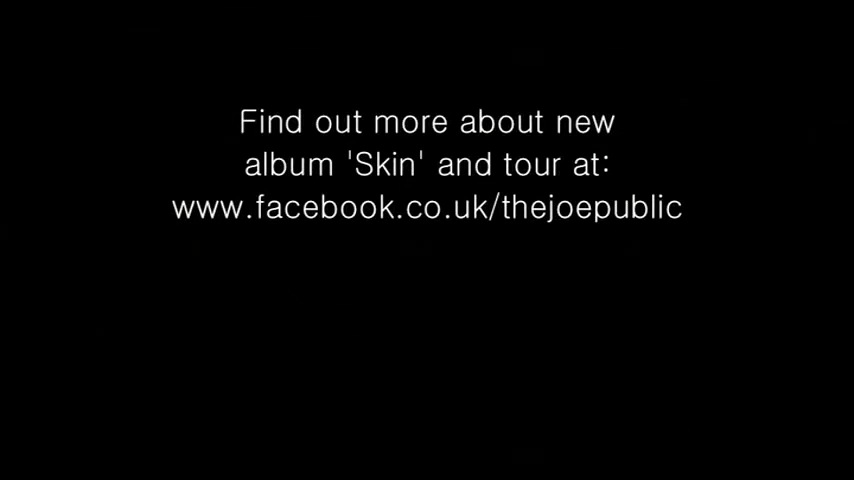 Find out more about new
album 'Skin' and tour at:
www.facebook.co.uk/thejoepublic